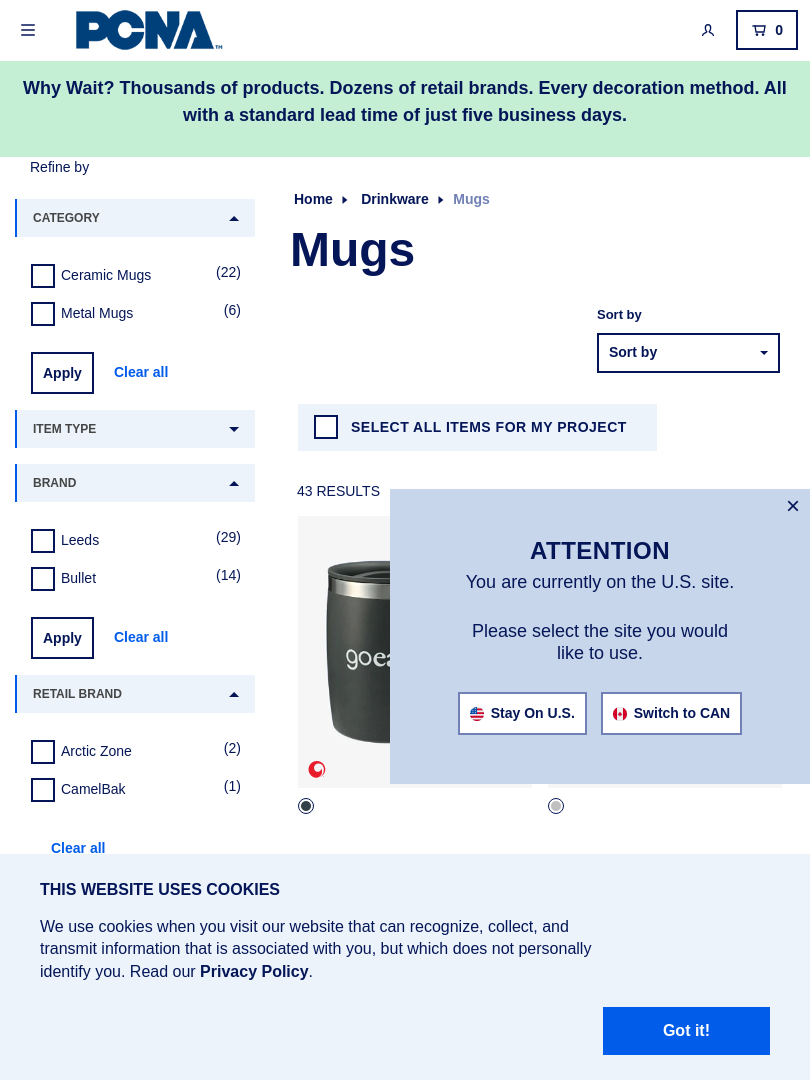 PCNA™
0
Why Wait? Thousands of products. Dozens of retail brands. Every decoration method. All
with a standard lead time of just five business days.
Refine by
CATEGORY
Ceramic Mugs (22)
Metal Mugs (6)
Apply Clear all
ITEM TYPE
BRAND
Leeds (29)
Bullet (14)
Apply Clear all
RETAIL BRAND
Arctic Zone (2)
CamelBak (1)
Clear all
Home Drinkware Mugs
Mugs
Sort by
Sort by
SELECT ALL ITEMS FOR MY PROJECT
43 RESULTS
ATTENTION
You are currently on the U.S. site.
Please select the site you would
like to use.
Stay On U.S. Switch to CAN
THIS WEBSITE USES COOKIES
We use cookies when you visit our website that can recognize, collect, and
transmit information that is associated with you, but which does not personally
identify you. Read our Privacy Policy.
Got it!